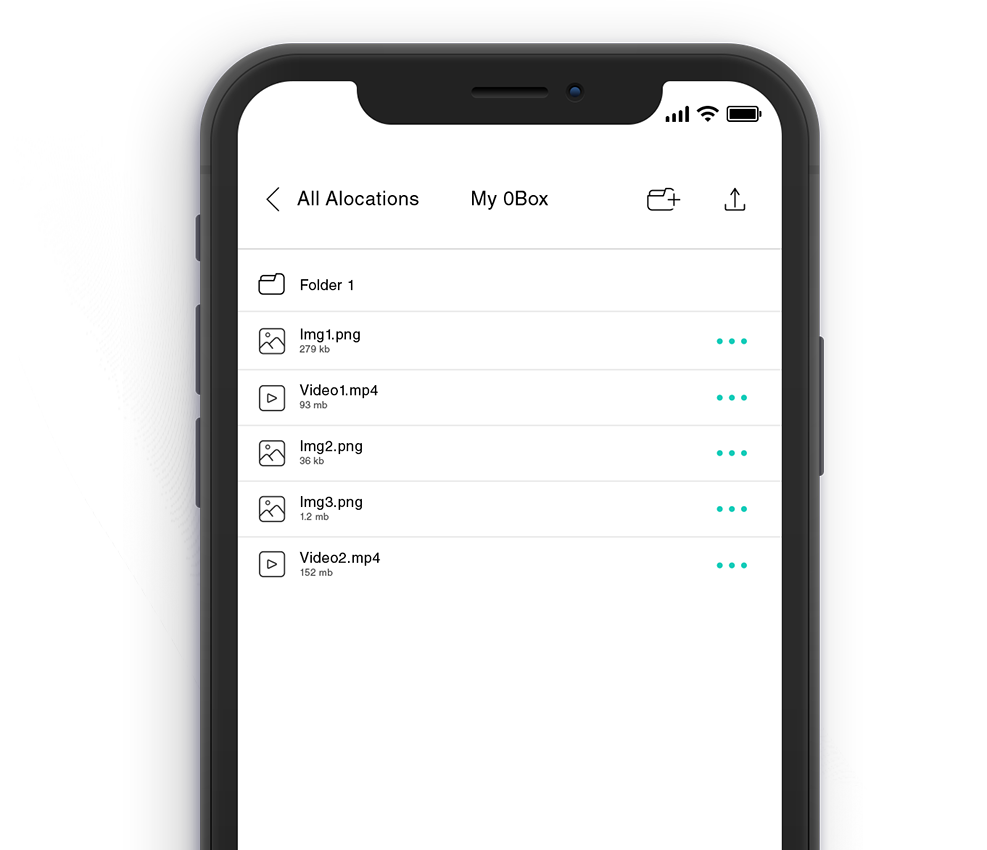 All Alocations My 0Box
Folder 1
Img1.png
279 kb
Video1.mp4
93 mb
Img2.png
36 kb
Img3.png
1.2 mb
Video2.mp4
152 mb